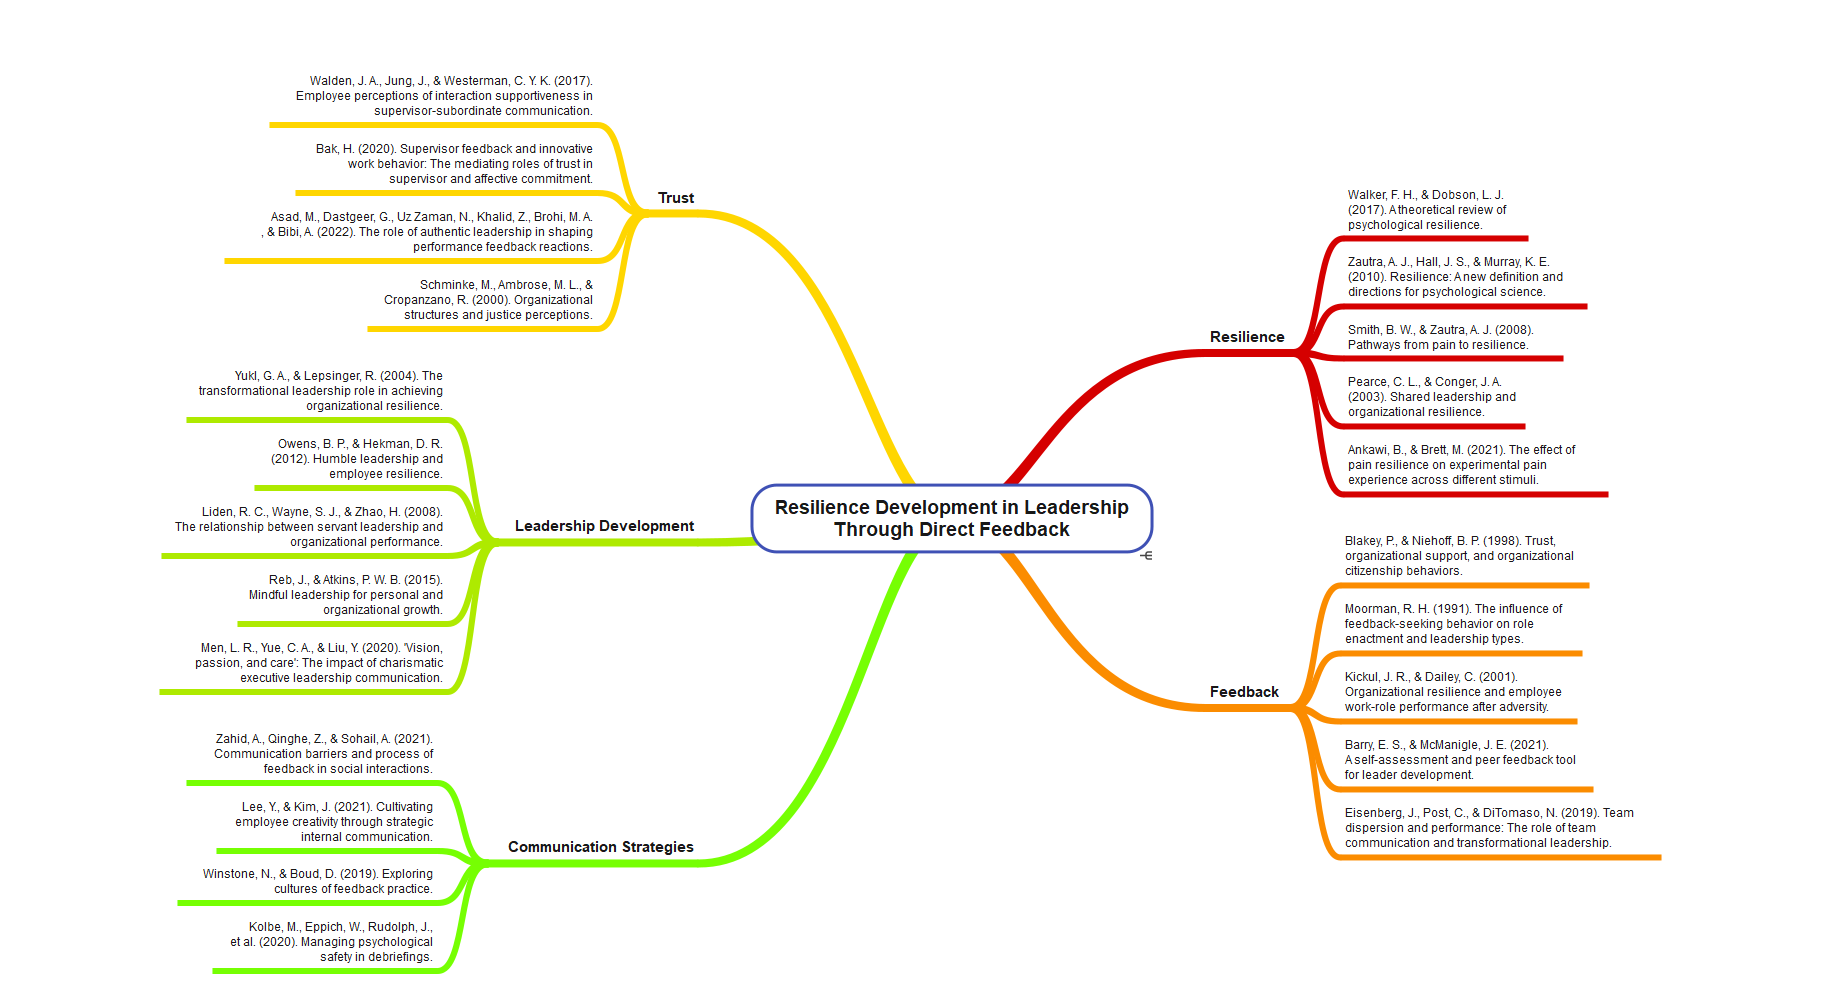 Resilience Development in Leadership
Through Direct Feedback
Trust
Walden, J. A., Jung, J., & Westerman, C. Y. K. (2017).
Employee perceptions of interaction supportiveness in
supervisor-subordinate communication.
Bak, H. (2020). Supervisor feedback and innovative
work behavior: The mediating roles of trust in
supervisor and affective commitment.
Asad, M., Dastgeer, G., Uz Zaman, N., Khalid, Z., Brohi, M. A.
, & Bibi, A. (2022). The role of authentic leadership in shaping
performance feedback reactions.
Schminke, M., Ambrose, M. L., &
Cropanzano, R. (2000). Organizational
structures and justice perceptions.
Leadership Development
Yukl, G. A., & Lepsinger, R. (2004). The
transformational leadership role in achieving
organizational resilience.
Owens, B. P., & Hekman, D. R.
(2012). Humble leadership and
employee resilience.
Liden, R. C., Wayne, S. J., & Zhao, H. (2008).
The relationship between servant leadership and
organizational performance.
Reb, J., & Atkins, P. W. B. (2015).
Mindful leadership for personal and
organizational growth.
Men, L. R., Yue, C. A., & Liu, Y. (2020). 'Vision,
passion, and care': The impact of charismatic
executive leadership communication.
Communication Strategies
Zahid, A., Qinghe, Z., & Sohail, A. (2021).
Communication barriers and process of
feedback in social interactions.
Lee, Y., & Kim, J. (2021). Cultivating
employee creativity through strategic
internal communication.
Winstone, N., & Boud, D. (2019). Exploring
cultures of feedback practice.
Kolbe, M., Eppich, W., Rudolph, J.,
et al. (2020). Managing psychological
safety in debriefings.
Resilience
Walker, F. H., & Dobson, L. J.
(2017). A theoretical review of
psychological resilience.
Zautra, A. J., Hall, J. S., & Murray, K. E.
(2010). Resilience: A new definition and
directions for psychological science.
Smith, B. W., & Zautra, A. J. (2008).
Pathways from pain to resilience.
Pearce, C. L., & Conger, J. A.
(2003). Shared leadership and
organizational resilience.
Ankawi, B., & Brett, M. (2021). The effect of
pain resilience on experimental pain
experience across different stimuli.
Feedback
Blakey, P., & Niehoff, B. P. (1998). Trust,
organizational support, and organizational
citizenship behaviors.
Moorman, R. H. (1991). The influence of
feedback-seeking behavior on role
enactment and leadership types.
Kickul, J. R., & Dailey, C. (2001).
Organizational resilience and employee
work-role performance after adversity.
Barry, E. S., & McManigle, J. E. (2021).
A self-assessment and peer feedback tool
for leader development.
Eisenberg, J., Post, C., & DiTomaso, N. (2019). Team
dispersion and performance: The role of team
communication and transformational leadership.